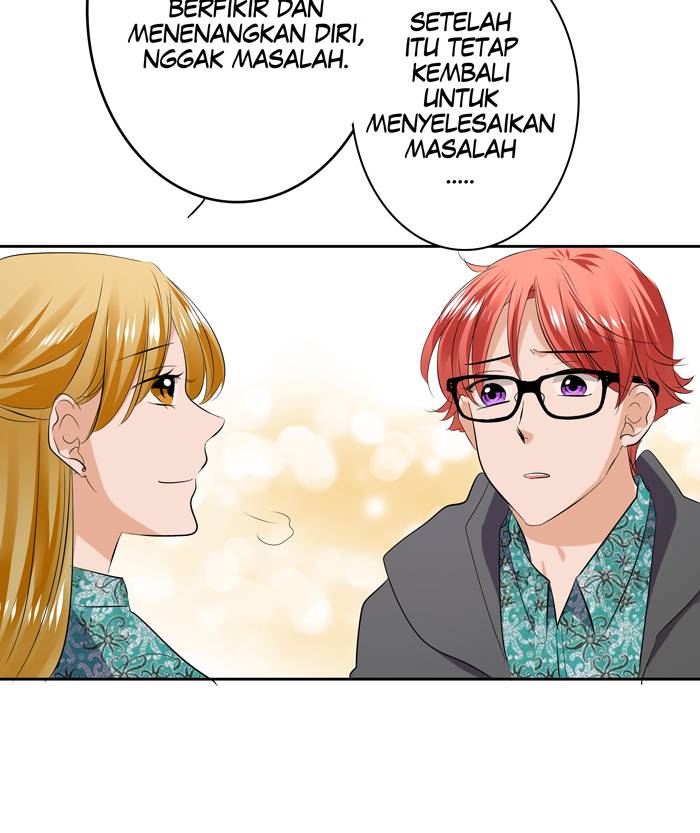 BERFIKIR DAN
MENENANGKAN DIRI,
NGGAK MASALAH.
SETELAH
ITU TETAP
KEMBALI
UNTUK
MENYELESAIKAN
MASALAH
.....